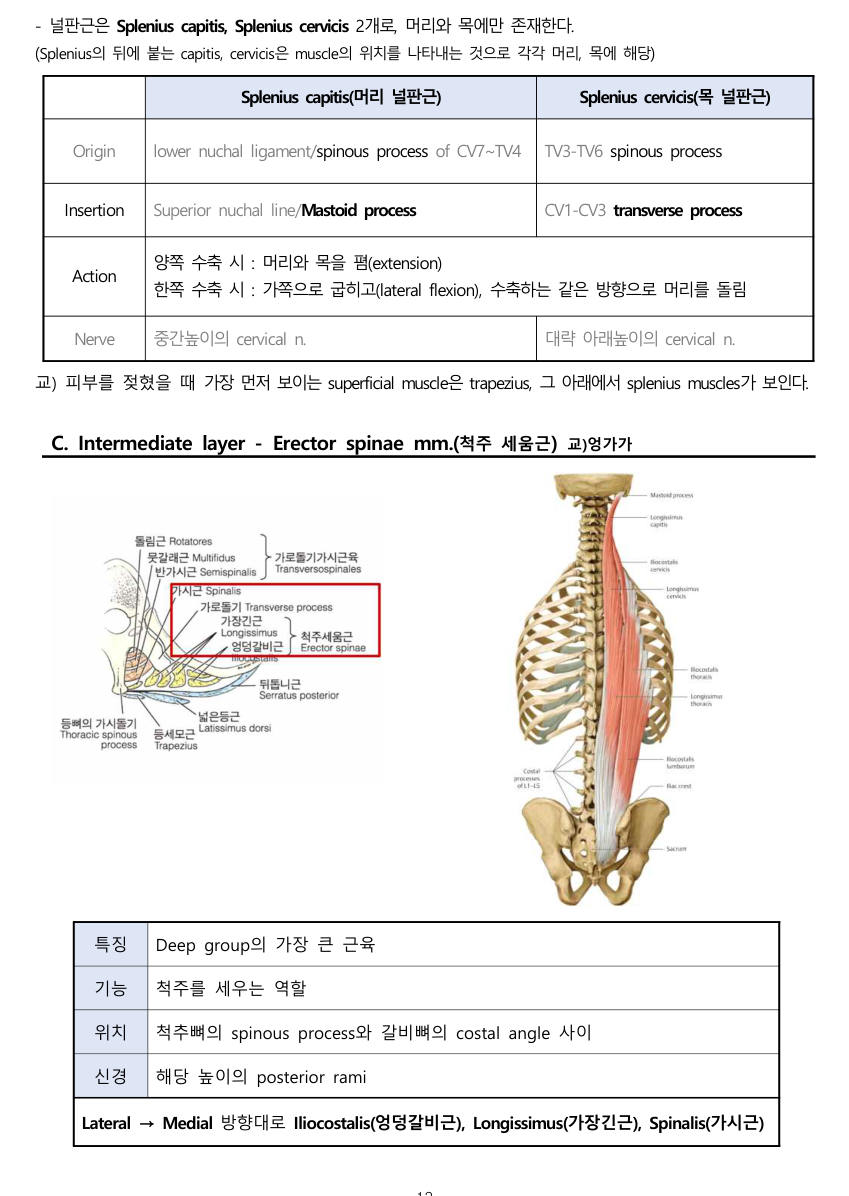 - 널판근은 Splenius capitis, Splenius cervicis 2개로, 머리와 목에만 존재한다.
(Splenius의 뒤에 붙는 capitis, cervicis은 muscle의 위치를 나타내는 것으로 각각 머리, 목에 해당)
Splenius capitis(머리 널판근) Splenius cervicis(목 널판근)
Origin lower nuchal ligament/spinous process of CV7~TV4 TV3-TV6 spinous process
Insertion Superior nuchal line/Mastoid process CV1-CV3 transverse process
Action
양쪽 수축 시 : 머리와 목을 폄(extension)
한쪽 수축 시 : 가쪽으로 굽히고(lateral flexion), 수축하는 같은 방향으로 머리를 돌림
Nerve 중간높이의 cervical n. 대략 아래높이의 cervical n.
교) 피부를 젖혔을 때 가장 먼저 보이는 superficial muscle은 trapezius, 그 아래에서 splenius muscles가 보인다.
C. Intermediate layer - Erector spinae mm.(척주 세움근) 교)엉가가
돌림근 Rotatores
뭇갈래근 Multifidus
반가시근 Semispinalis
가로돌기가시근육
Transversospinales
가시근 Spinalis
가로돌기 Transverse process
가장긴근
Longissimus
엉덩갈비근
Iliocostalis
척주세움근
Erector spinae
뒤톱니근
Serratus posterior
넓은등근
Latissimus dorsi
등세모근
Trapezius
등뼈의 가시돌기
Thoracic spinous
process
Mastoid process
Longissimus
capitis
Iliocostalis
cervicis
Longissimus
cervicis
Iliocostalis
thoracis
Longissimus
thoracis
Iliocostalis
lumborum
Costal
processes
of L1-L5
Iliac crest
Sacrum
특징 Deep group의 가장 큰 근육
기능 척주를 세우는 역할
위치 척추뼈의 spinous process와 갈비뼈의 costal angle 사이
신경 해당 높이의 posterior rami
Lateral → Medial 방향대로 Iliocostalis(엉덩갈비근), Longissimus(가장긴근), Spinalis(가시근)